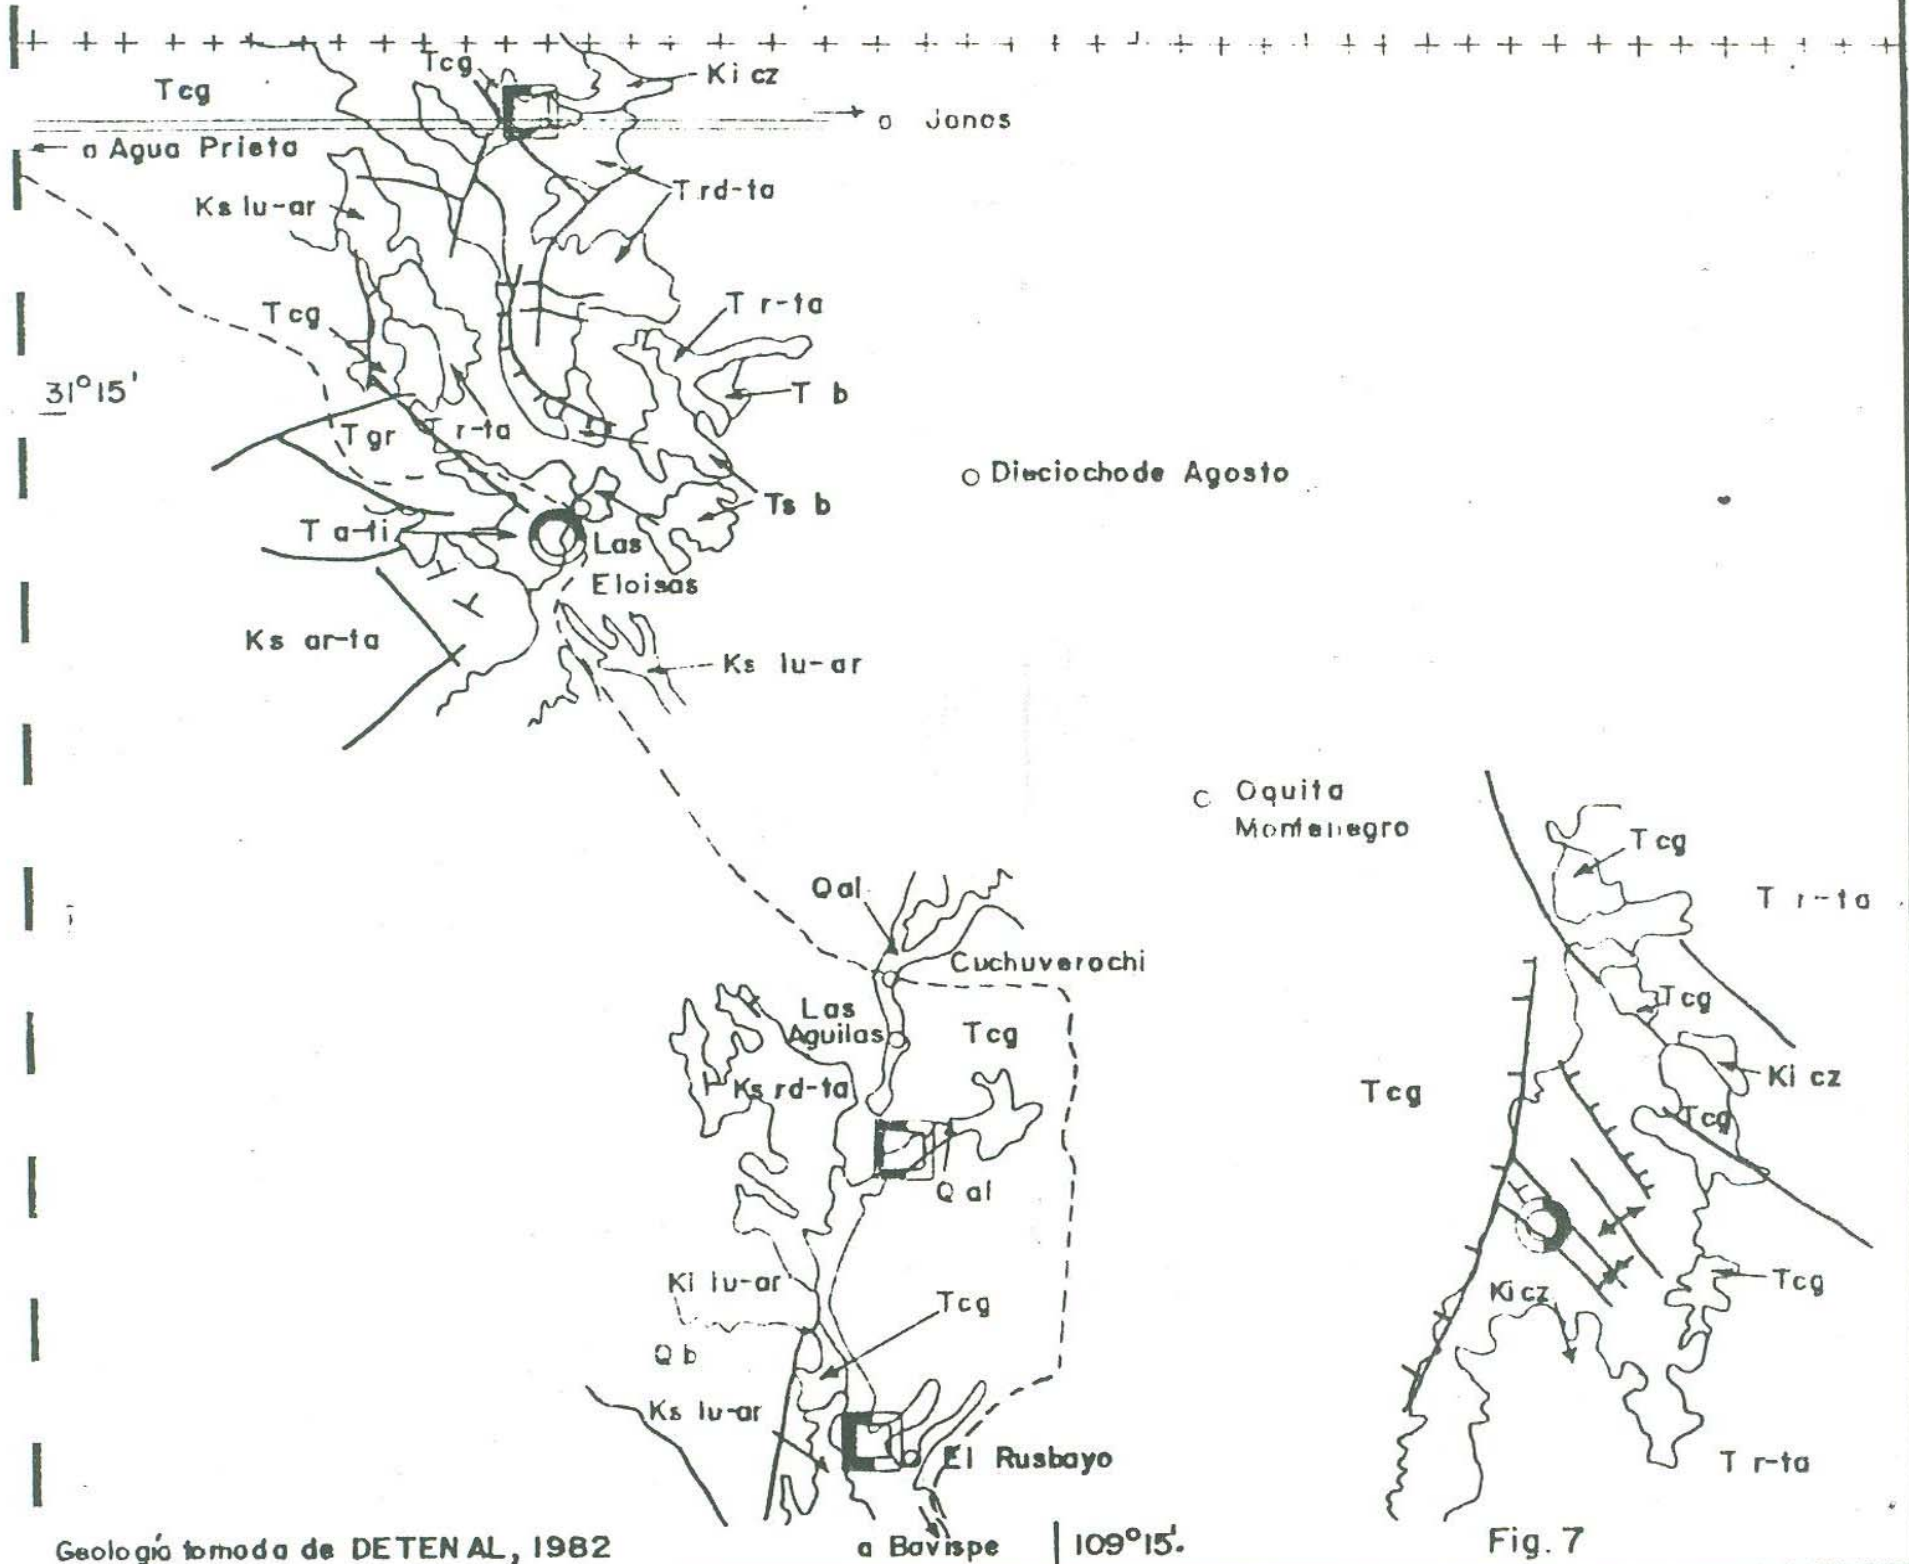 Tcg
Tcg
Ki cz
a Janos
a Agua Prieta
T rd-ta
Ks lu-ar
Tcg
T r-ta
31°15'
T b
Tgr
T r-ta
Dieciochode Agosto
Ts b
T a-ti
Las
Eloisas
Ks ar-ta
Ks lu-ar
Oquita
Montenegro
Tcg
T r-ta
Qal
Cuchuverachi
Las
Aguilas
Tcg
Tcg
Ks rd-ta
Tcg
Ki cz
Tcg
Q al
Ki lu-ar
Tcg
Ki cz
Tcg
Q b
Ks lu-ar
El Rusbayo
T r-ta
Geología tomada de DETENAL, 1982
a Bavispe
109°15'.
Fig. 7